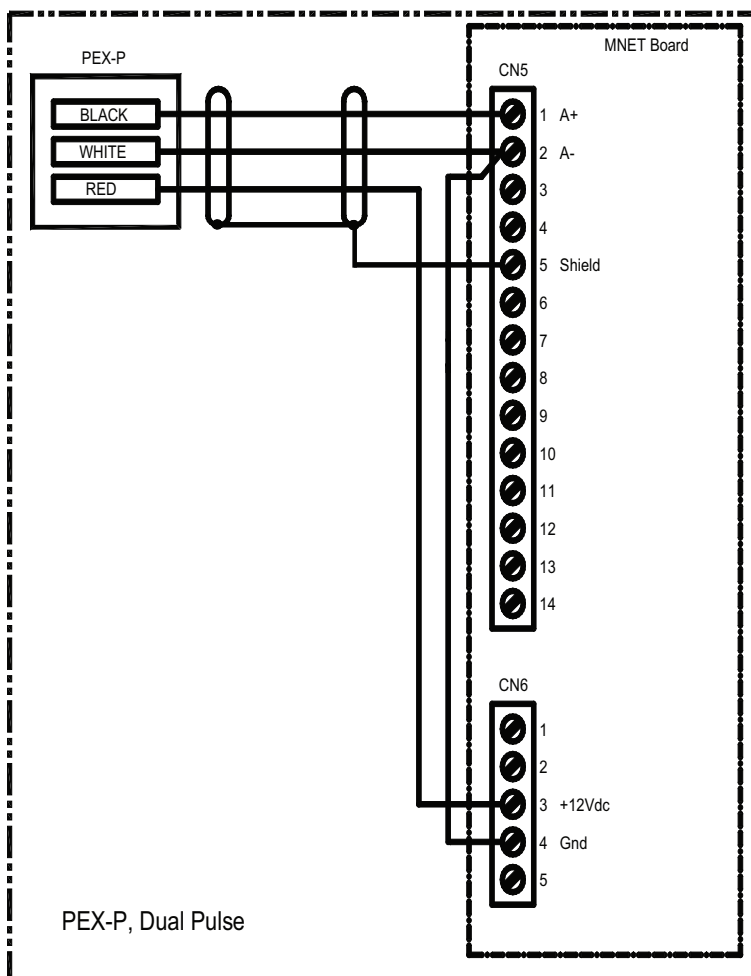 MNET Board
PEX-P
CN5
BLACK
1 A+
WHITE
2 A-
RED
3
4
5 Shield
6
7
8
9
10
11
12
13
14
CN6
1
2
3 +12Vdc
4 Gnd
5
PEX-P, Dual Pulse